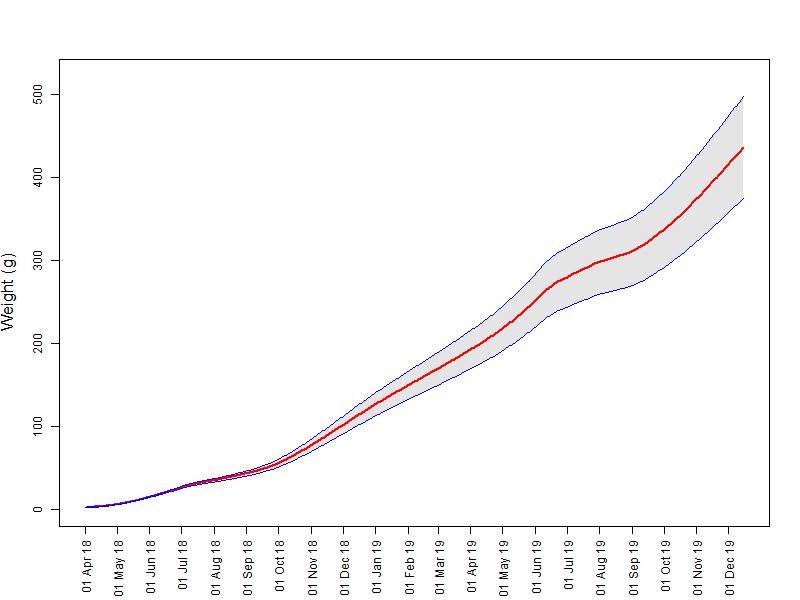 500
400
300
200
100
0
Weight (g)
01 Apr 18
01 May 18
01 Jun 18
01 Jul 18
01 Aug 18
01 Sep 18
01 Oct 18
01 Nov 18
01 Dec 18
01 Jan 19
01 Feb 19
01 Mar 19
01 Apr 19
01 May 19
01 Jun 19
01 Jul 19
01 Aug 19
01 Sep 19
01 Oct 19
01 Nov 19
01 Dec 19